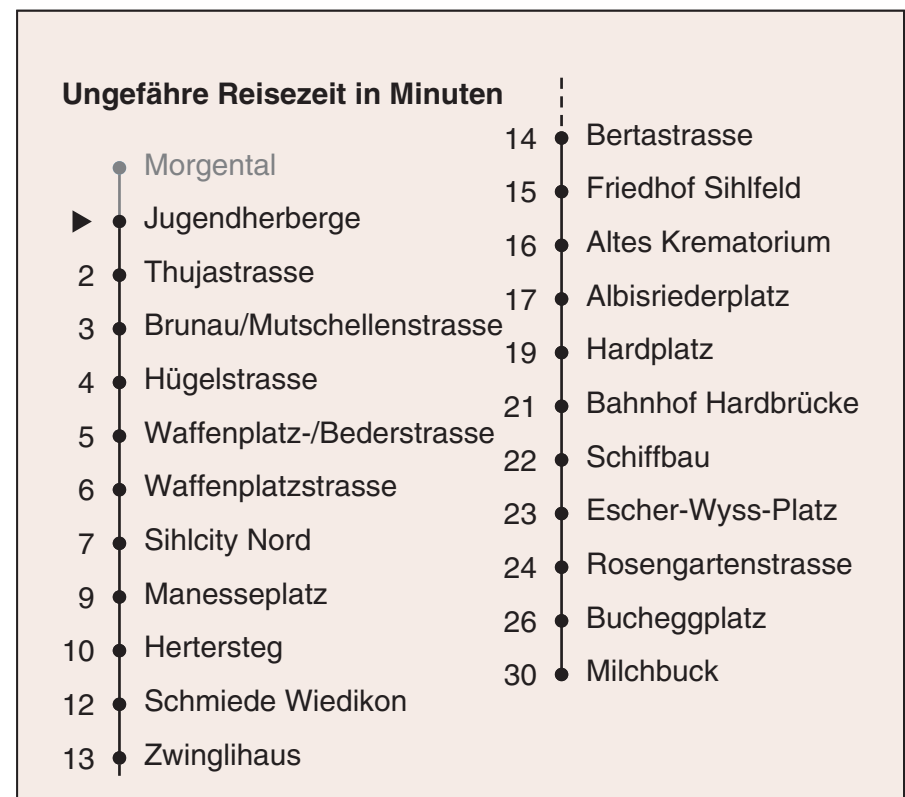 Ungefähre Reisezeit in Minuten
Morgental
Jugendherberge
2 Thujastrasse
3 Brunau/Mutschellenstrasse
4 Hügelstrasse
5 Waffenplatz-/Bederstrasse
6 Waffenplatzstrasse
7 Sihlcity Nord
9 Manesseplatz
10 Hertersteg
12 Schmiede Wiedikon
13 Zwinglihaus
14 Bertastrasse
15 Friedhof Sihlfeld
16 Altes Krematorium
17 Albisriederplatz
19 Hardplatz
21 Bahnhof Hardbrücke
22 Schiffbau
23 Escher-Wyss-Platz
24 Rosengartenstrasse
26 Bucheggplatz
30 Milchbuck